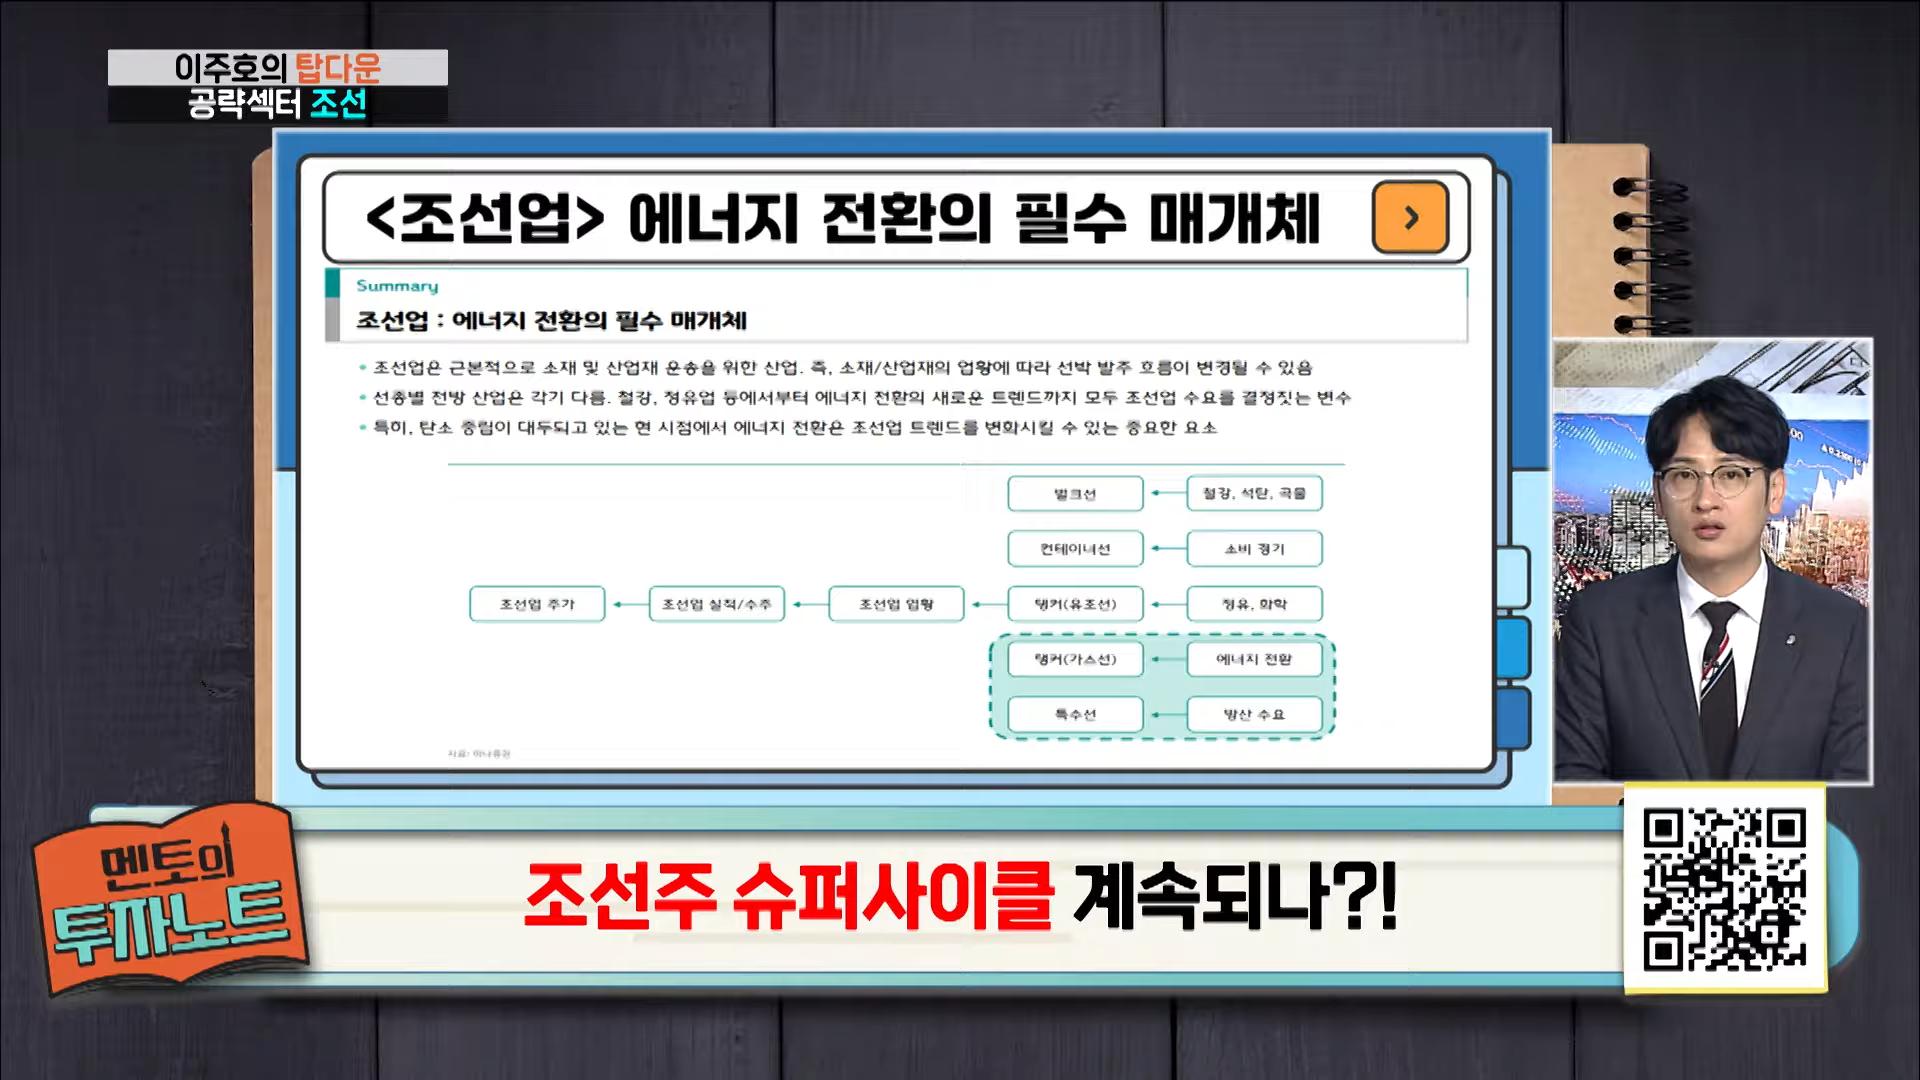 이주호의 탑다운
공략섹터 조선
<조선업> 에너지 전환의 필수 매개체
Summary
조선업 : 에너지 전환의 필수 매개체
• 조선업은 근본적으로 소재 및 산업재 운송을 위한 산업. 즉, 소재/산업재의 업황에 따라 선박 발주 흐름이 변경될 수 있음
• 선종별 전방 산업은 각기 다름. 철강, 정유업 등에서부터 에너지 전환의 새로운 트렌드까지 모두 조선업 수요를 결정짓는 변수
• 특히, 탄소 중립이 대두되고 있는 현 시점에서 에너지 전환은 조선업 트렌드를 변화시킬 수 있는 중요한 요소
벌크선 철강, 석탄, 곡물
컨테이너선 소비 경기
조선업 주가 조선업 실적/수주 조선업 업황 탱커(유조선) 정유, 화학
탱커(가스선) 에너지 전환
특수선 방산 수요
자료: 하나증권
멘토의
투자노트
조선주 슈퍼사이클 계속되나?!